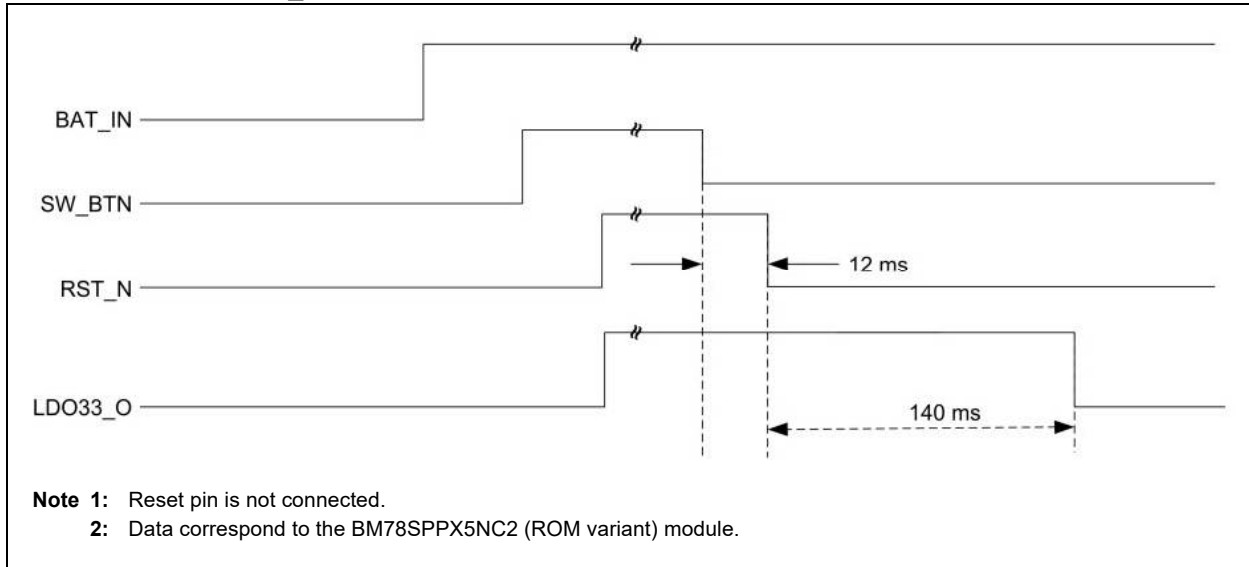 BAT_IN
SW_BTN
12 ms
RST_N
LDO33_O
140 ms
Note 1: Reset pin is not connected.
2: Data correspond to the BM78SPPX5NC2 (ROM variant) module.